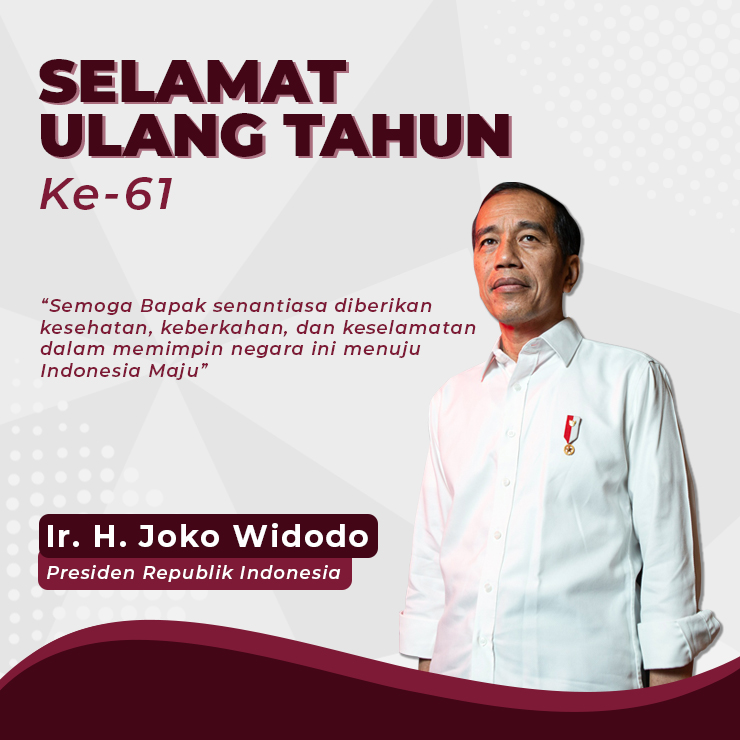 SELAMAT
ULANG TAHUN
Ke-61
“Semoga Bapak senantiasa diberikan
kesehatan, keberkahan, dan keselamatan
dalam memimpin negara ini menuju
Indonesia Maju”
Ir. H. Joko Widodo
Presiden Republik Indonesia